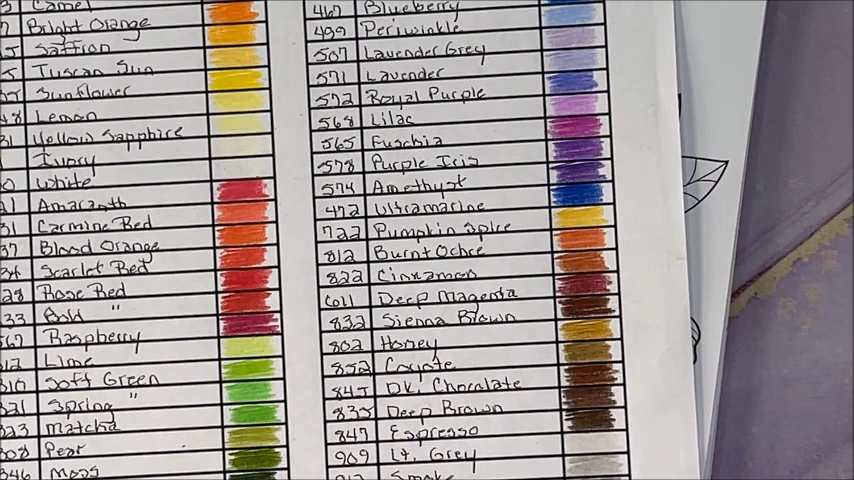 Camel
Bright Orange
Saffron
Tuscan Sun
Sunflower
Lemon
Yellow Sapphire
Ivory
White
Amaranth
Carmine Red
Blood Orange
Scarlet Red
Rose Red
Bold "
Raspberry
Lime
Soft Green
Spring "
Matcha
Pear
Moss
467 Blueberry
499 Periwinkle
507 Lavender Grey
571 Lavender
572 Royal Purple
568 Lilac
565 Fuschia
578 Purple Iris
574 Amethyst
472 Ultramarine
722 Pumpkin Spice
812 Burnt Ochre
822 Cinnamon
601 Deep Magenta
832 Sienna Brown
802 Honey
852 Coyote
845 Dk. Chocolate
835 Deep Brown
847 Espresso
909 Lt. Grey
Smoke